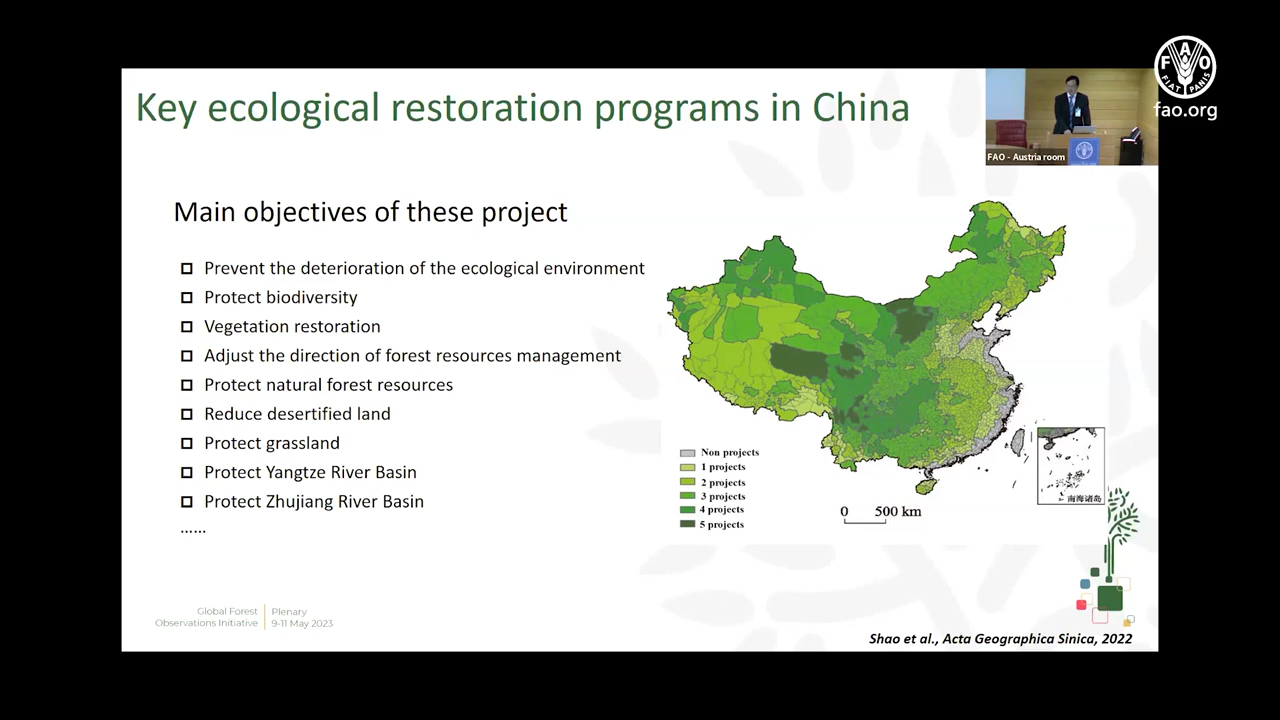 Key ecological restoration programs in China
FAO
FIAT PANIS
fao.org
FAO - Austria room
Main objectives of these project
Prevent the deterioration of the ecological environment
Protect biodiversity
Vegetation restoration
Adjust the direction of forest resources management
Protect natural forest resources
Reduce desertified land
Protect grassland
Protect Yangtze River Basin
Protect Zhujiang River Basin
......
Non projects
1 projects
2 projects
3 projects
4 projects
5 projects
0 500 km
南海诸岛
Global Forest
Observations Initiative
Plenary
9-11 May 2023
Shao et al., Acta Geographica Sinica, 2022